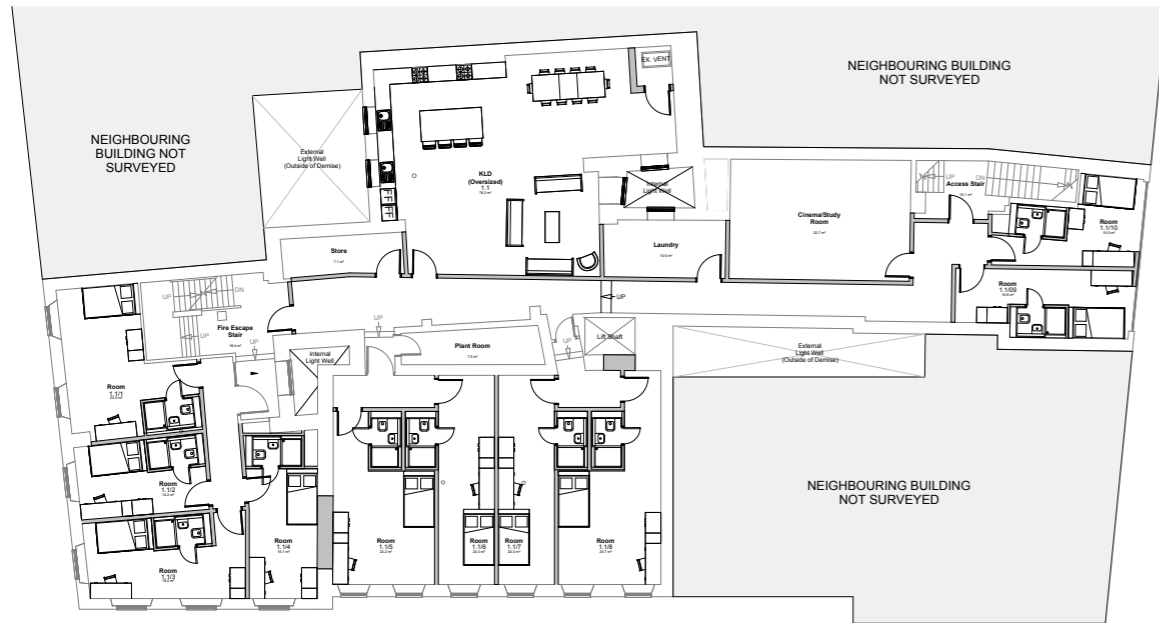 NEIGHBOURING BUILDING
NOT SURVEYED
EX. VENT
NEIGHBOURING
BUILDING NOT
SURVEYED
External
Light Well
(Outside of Demise)
KLD
(Oversized)
1.1
Internal
Light Well
UP
DN
Access Stair
Cinema/Study
Room
Room
1.1/10
Store
7.1 m²
Laundry
Room
1.1/09
UP
DN
UP
UP
Fire Escape
Stair
UP
UP
UP
Lift Shaft
Plant Room
External
Light Well
(Outside of Demise)
Internal
Light Well
Room
1.1/1
Room
1.1/2
Room
1.1/3
Room
1.1/4
Room
1.1/5
Room
1.1/6
Room
1.1/7
Room
1.1/8
NEIGHBOURING BUILDING
NOT SURVEYED